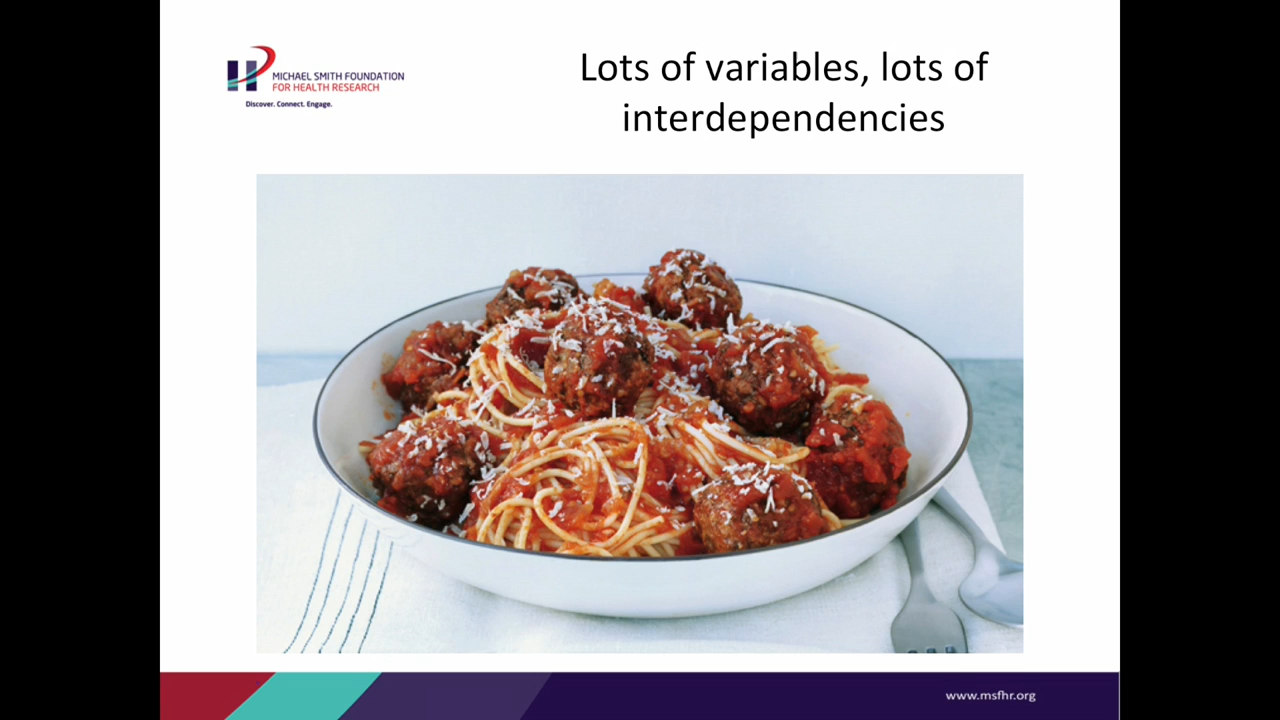 MICHAEL SMITH FOUNDATION
FOR HEALTH RESEARCH
Discover. Connect. Engage.
Lots of variables, lots of
interdependencies
www.msfhr.org